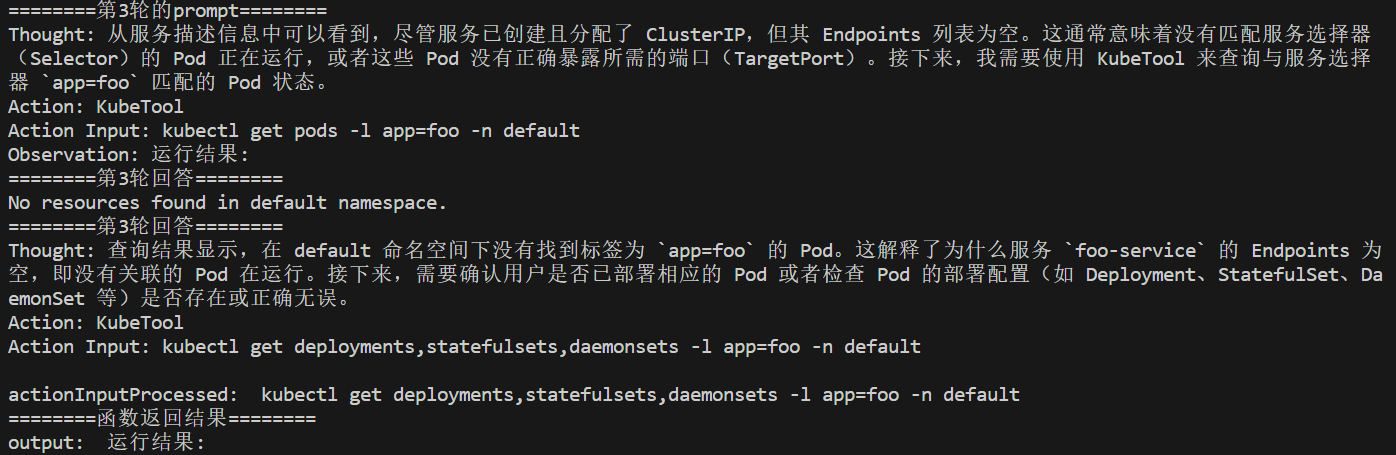 ========第3轮的prompt========
Thought: 从服务描述信息中可以看到，尽管服务已创建且分配了 ClusterIP，但其 Endpoints 列表为空。这通常意味着没有匹配服务选择器
（Selector）的 Pod 正在运行，或者这些 Pod 没有正确暴露所需的端口（TargetPort）。接下来，我需要使用 KubeTool 来查询与服务选择
器 `app=foo` 匹配的 Pod 状态。
Action: KubeTool
Action Input: kubectl get pods -l app=foo -n default
Observation: 运行结果:
========第3轮回答========
No resources found in default namespace.
========第3轮回答========
Thought: 查询结果显示，在 default 命名空间下没有找到标签为 `app=foo` 的 Pod。这解释了为什么服务 `foo-service` 的 Endpoints 为
空，即没有关联的 Pod 在运行。接下来，需要确认用户是否已部署相应的 Pod 或者检查 Pod 的部署配置（如 Deployment、StatefulSet、Da
emonSet 等）是否存在或正确无误。
Action: KubeTool
Action Input: kubectl get deployments,statefulsets,daemonsets -l app=foo -n default
actionInputProcessed:  kubectl get deployments,statefulsets,daemonsets -l app=foo -n default
========函数返回结果========
output:  运行结果: